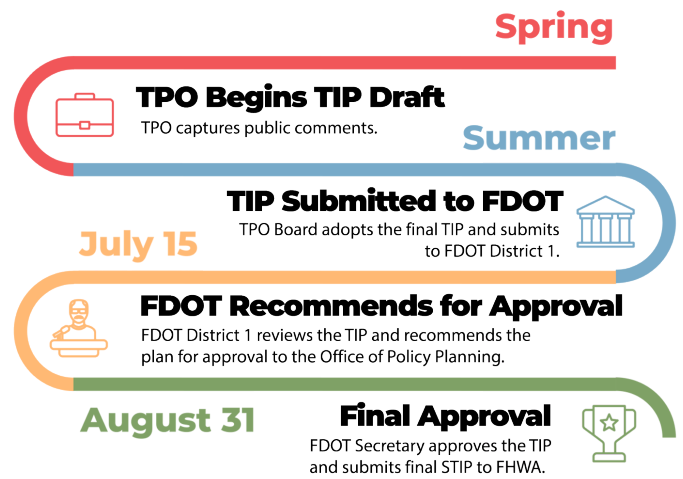 Spring
TPO Begins TIP Draft
TPO captures public comments.
Summer
TIP Submitted to FDOT
TPO Board adopts the final TIP and submits
to FDOT District 1.
July 15
FDOT Recommends for Approval
FDOT District 1 reviews the TIP and recommends the
plan for approval to the Office of Policy Planning.
August 31
Final Approval
FDOT Secretary approves the TIP
and submits final STIP to FHWA.